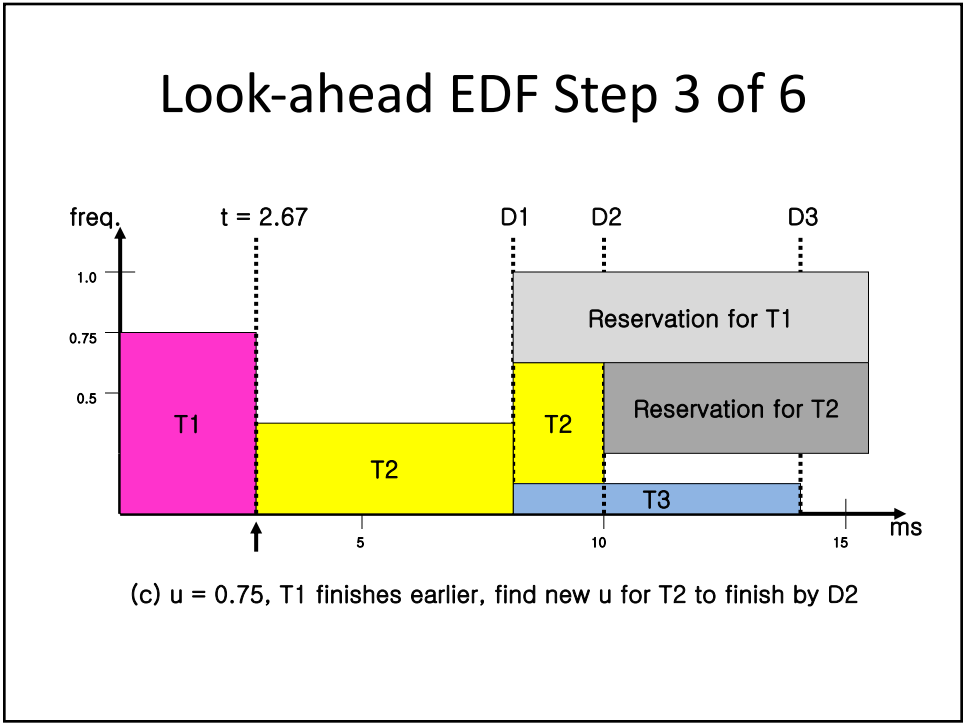 Look-ahead EDF Step 3 of 6
freq.
t = 2.67
D1
D2
D3
1.0
0.75
0.5
Reservation for T1
Reservation for T2
T1
T2
T2
T3
ms
5
10
15
(c) u = 0.75, T1 finishes earlier, find new u for T2 to finish by D2